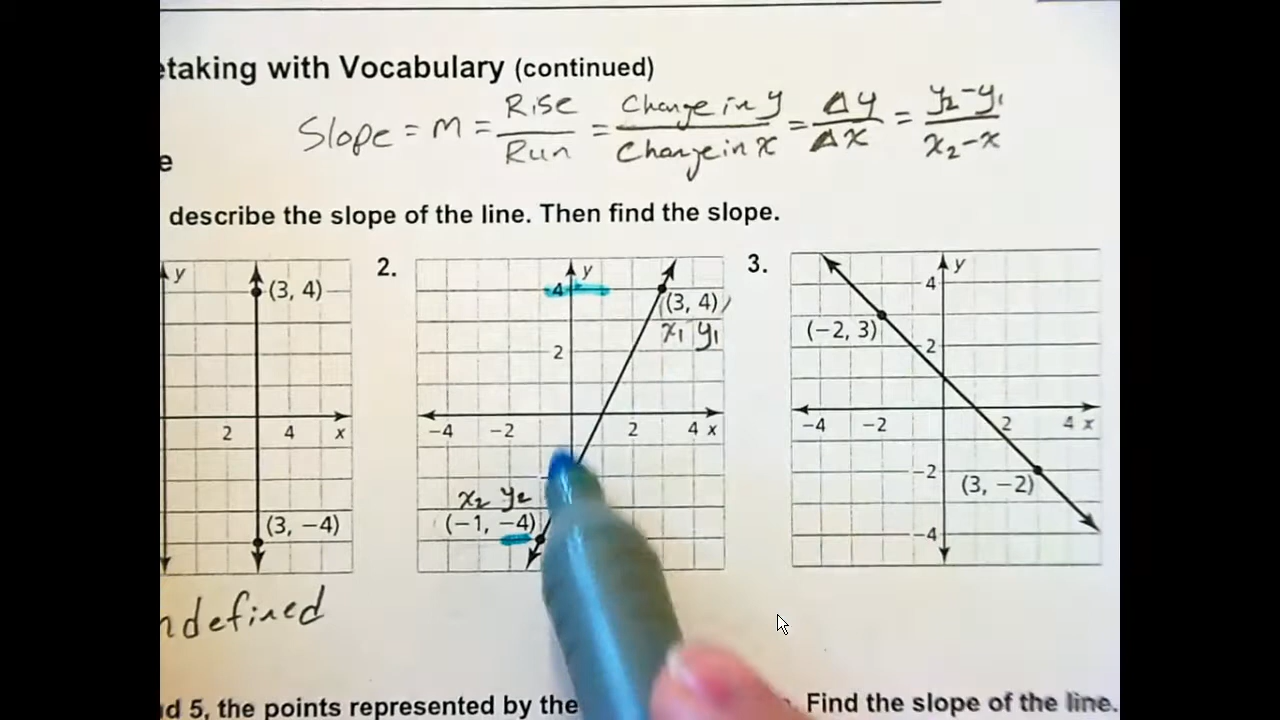 etaking with Vocabulary (continued)
Slope = m = Rise / Run = Change in y / Change in x = Δy / Δx = y₂-y₁ / x₂-x
e
describe the slope of the line. Then find the slope.
y
(3, 4)
2 4 x
(3, −4)
ndefined
2.
y
4
(3, 4)
x₁ y₁
2
−4 −2 2 4 x
x₂ y₂
(−1, −4)
3.
y
4
(−2, 3)
2
−4 −2 2 4 x
−2
(3, −2)
−4
d 5, the points represented by the
. Find the slope of the line.